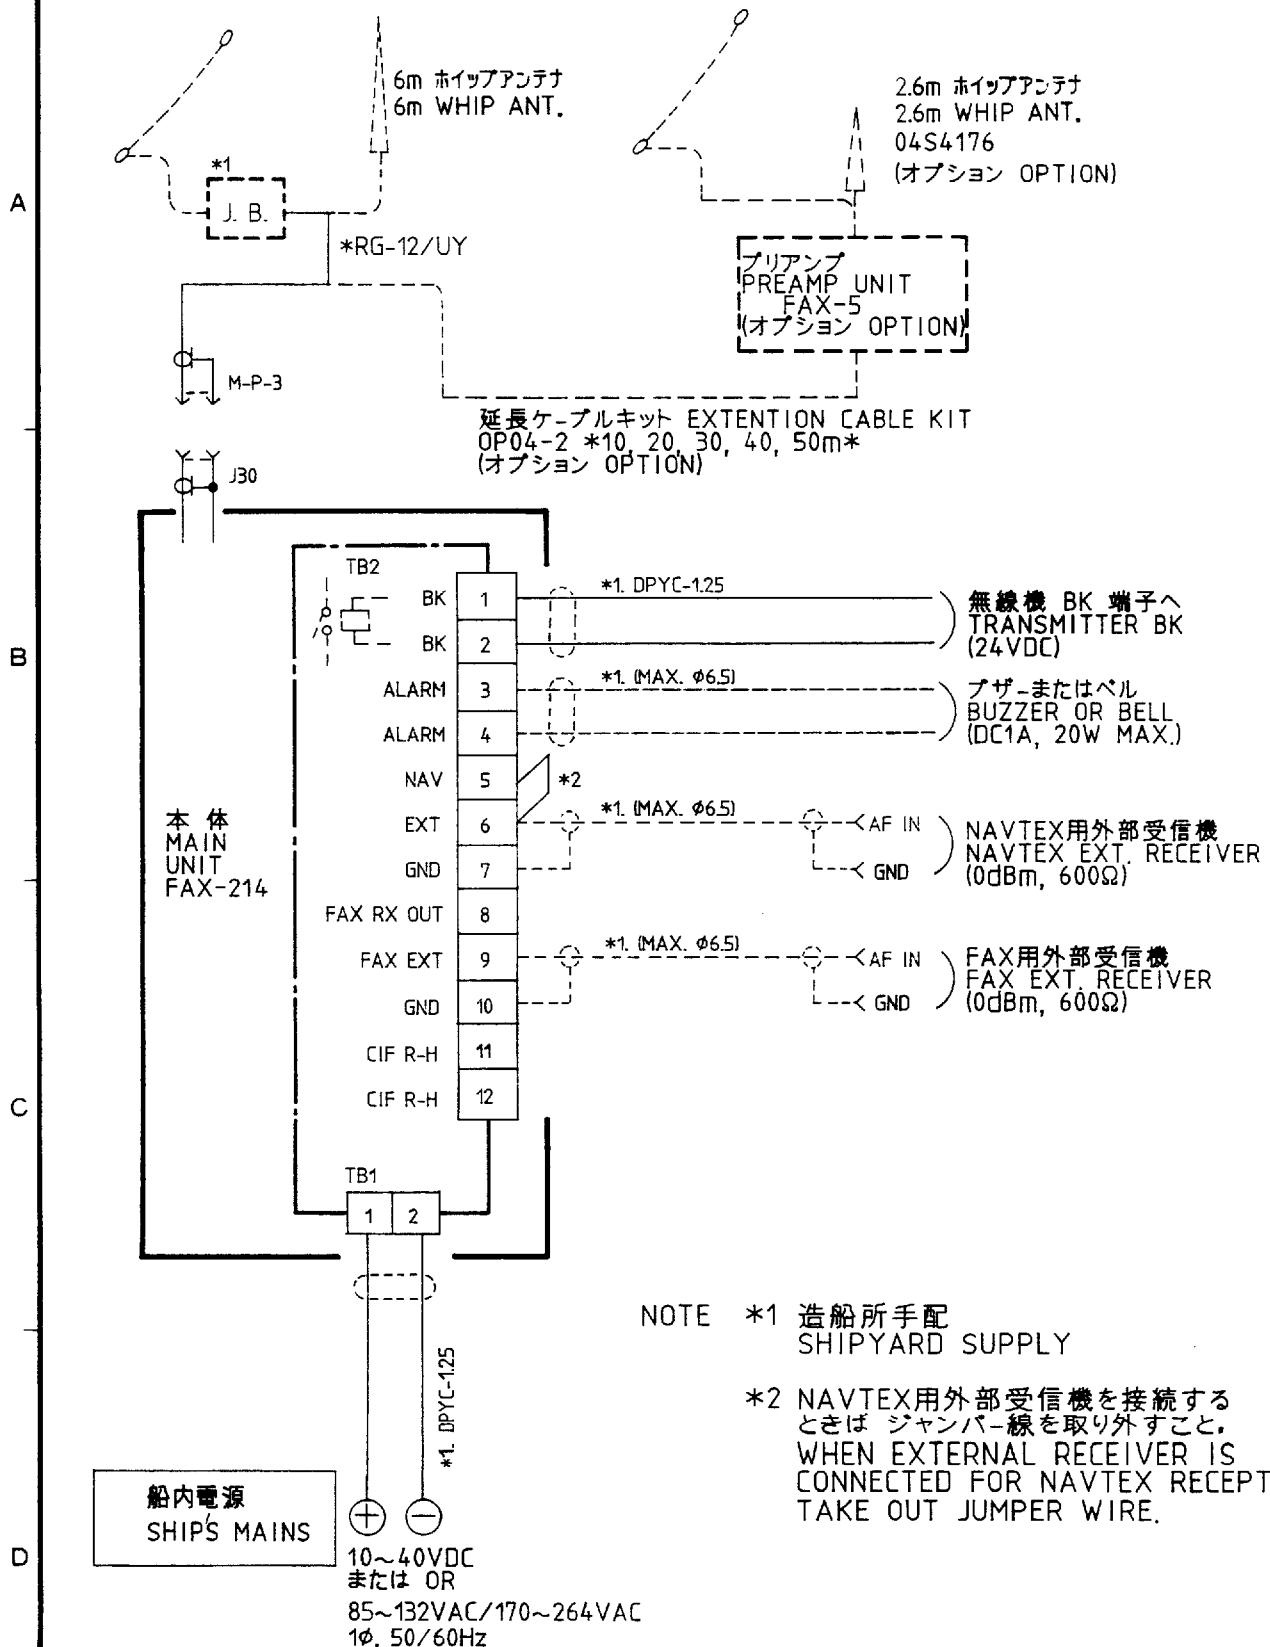 6m ホイップアンテナ
6m WHIP ANT.
2.6m ホイップアンテナ
2.6m WHIP ANT.
04S4176
(オプション OPTION)
A
*1
J. B.
*RG-12/UY
プリアンプ
PREAMP UNIT
FAX-5
(オプション OPTION)
M-P-3
延長ケーブルキット EXTENTION CABLE KIT
OP04-2 *10, 20, 30, 40, 50m*
(オプション OPTION)
J30
TB2
BK 1
*1. DPYC-1.25
無線機 BK 端子へ
TRANSMITTER BK
(24VDC)
B
BK 2
ALARM 3
*1. (MAX. φ6.5)
ブザーまたはベル
BUZZER OR BELL
(DC1A, 20W MAX.)
ALARM 4
NAV 5
*2
本 体
MAIN
UNIT
FAX-214
EXT 6
*1. (MAX. φ6.5)
AF IN
GND 7
GND
NAVTEX用外部受信機
NAVTEX EXT. RECEIVER
(0dBm, 600Ω)
FAX RX OUT 8
FAX EXT 9
*1. (MAX. φ6.5)
AF IN
GND 10
GND
FAX用外部受信機
FAX EXT. RECEIVER
(0dBm, 600Ω)
CIF R-H 11
C
CIF R-H 12
TB1
1 2
*1. DPYC-1.25
NOTE *1 造船所手配
SHIPYARD SUPPLY
*2 NAVTEX用外部受信機を接続する
ときは ジャンパー線を取り外すこと.
WHEN EXTERNAL RECEIVER IS
CONNECTED FOR NAVTEX RECEPT
TAKE OUT JUMPER WIRE.
船内電源
SHIP'S MAINS
+ −
D
10~40VDC
または OR
85~132VAC/170~264VAC
1φ, 50/60Hz